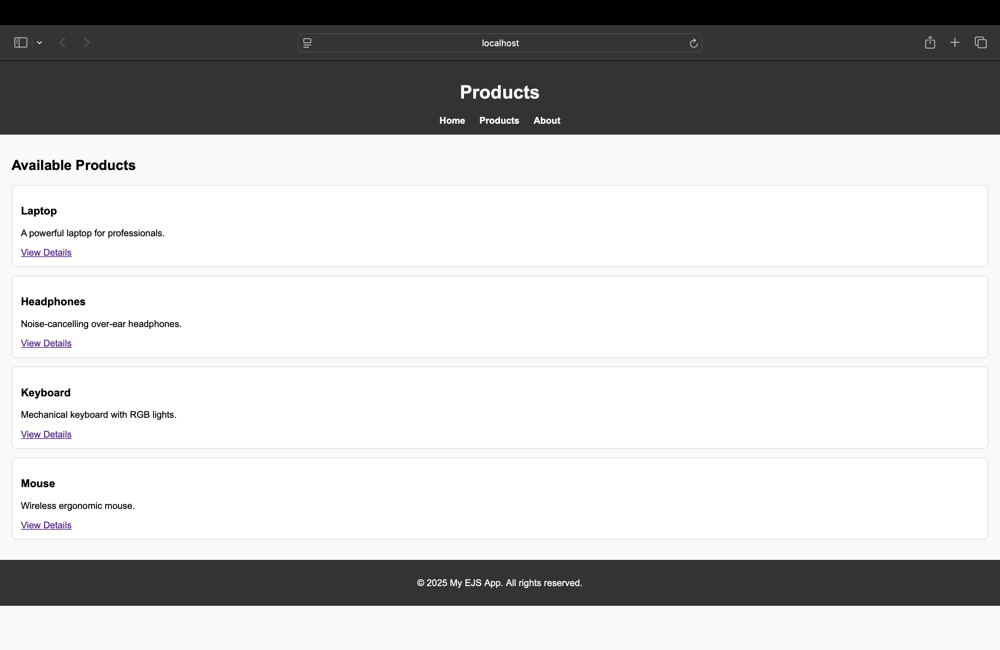 localhost
Products
Home Products About
Available Products
Laptop
A powerful laptop for professionals.
View Details
Headphones
Noise-cancelling over-ear headphones.
View Details
Keyboard
Mechanical keyboard with RGB lights.
View Details
Mouse
Wireless ergonomic mouse.
View Details
© 2025 My EJS App. All rights reserved.